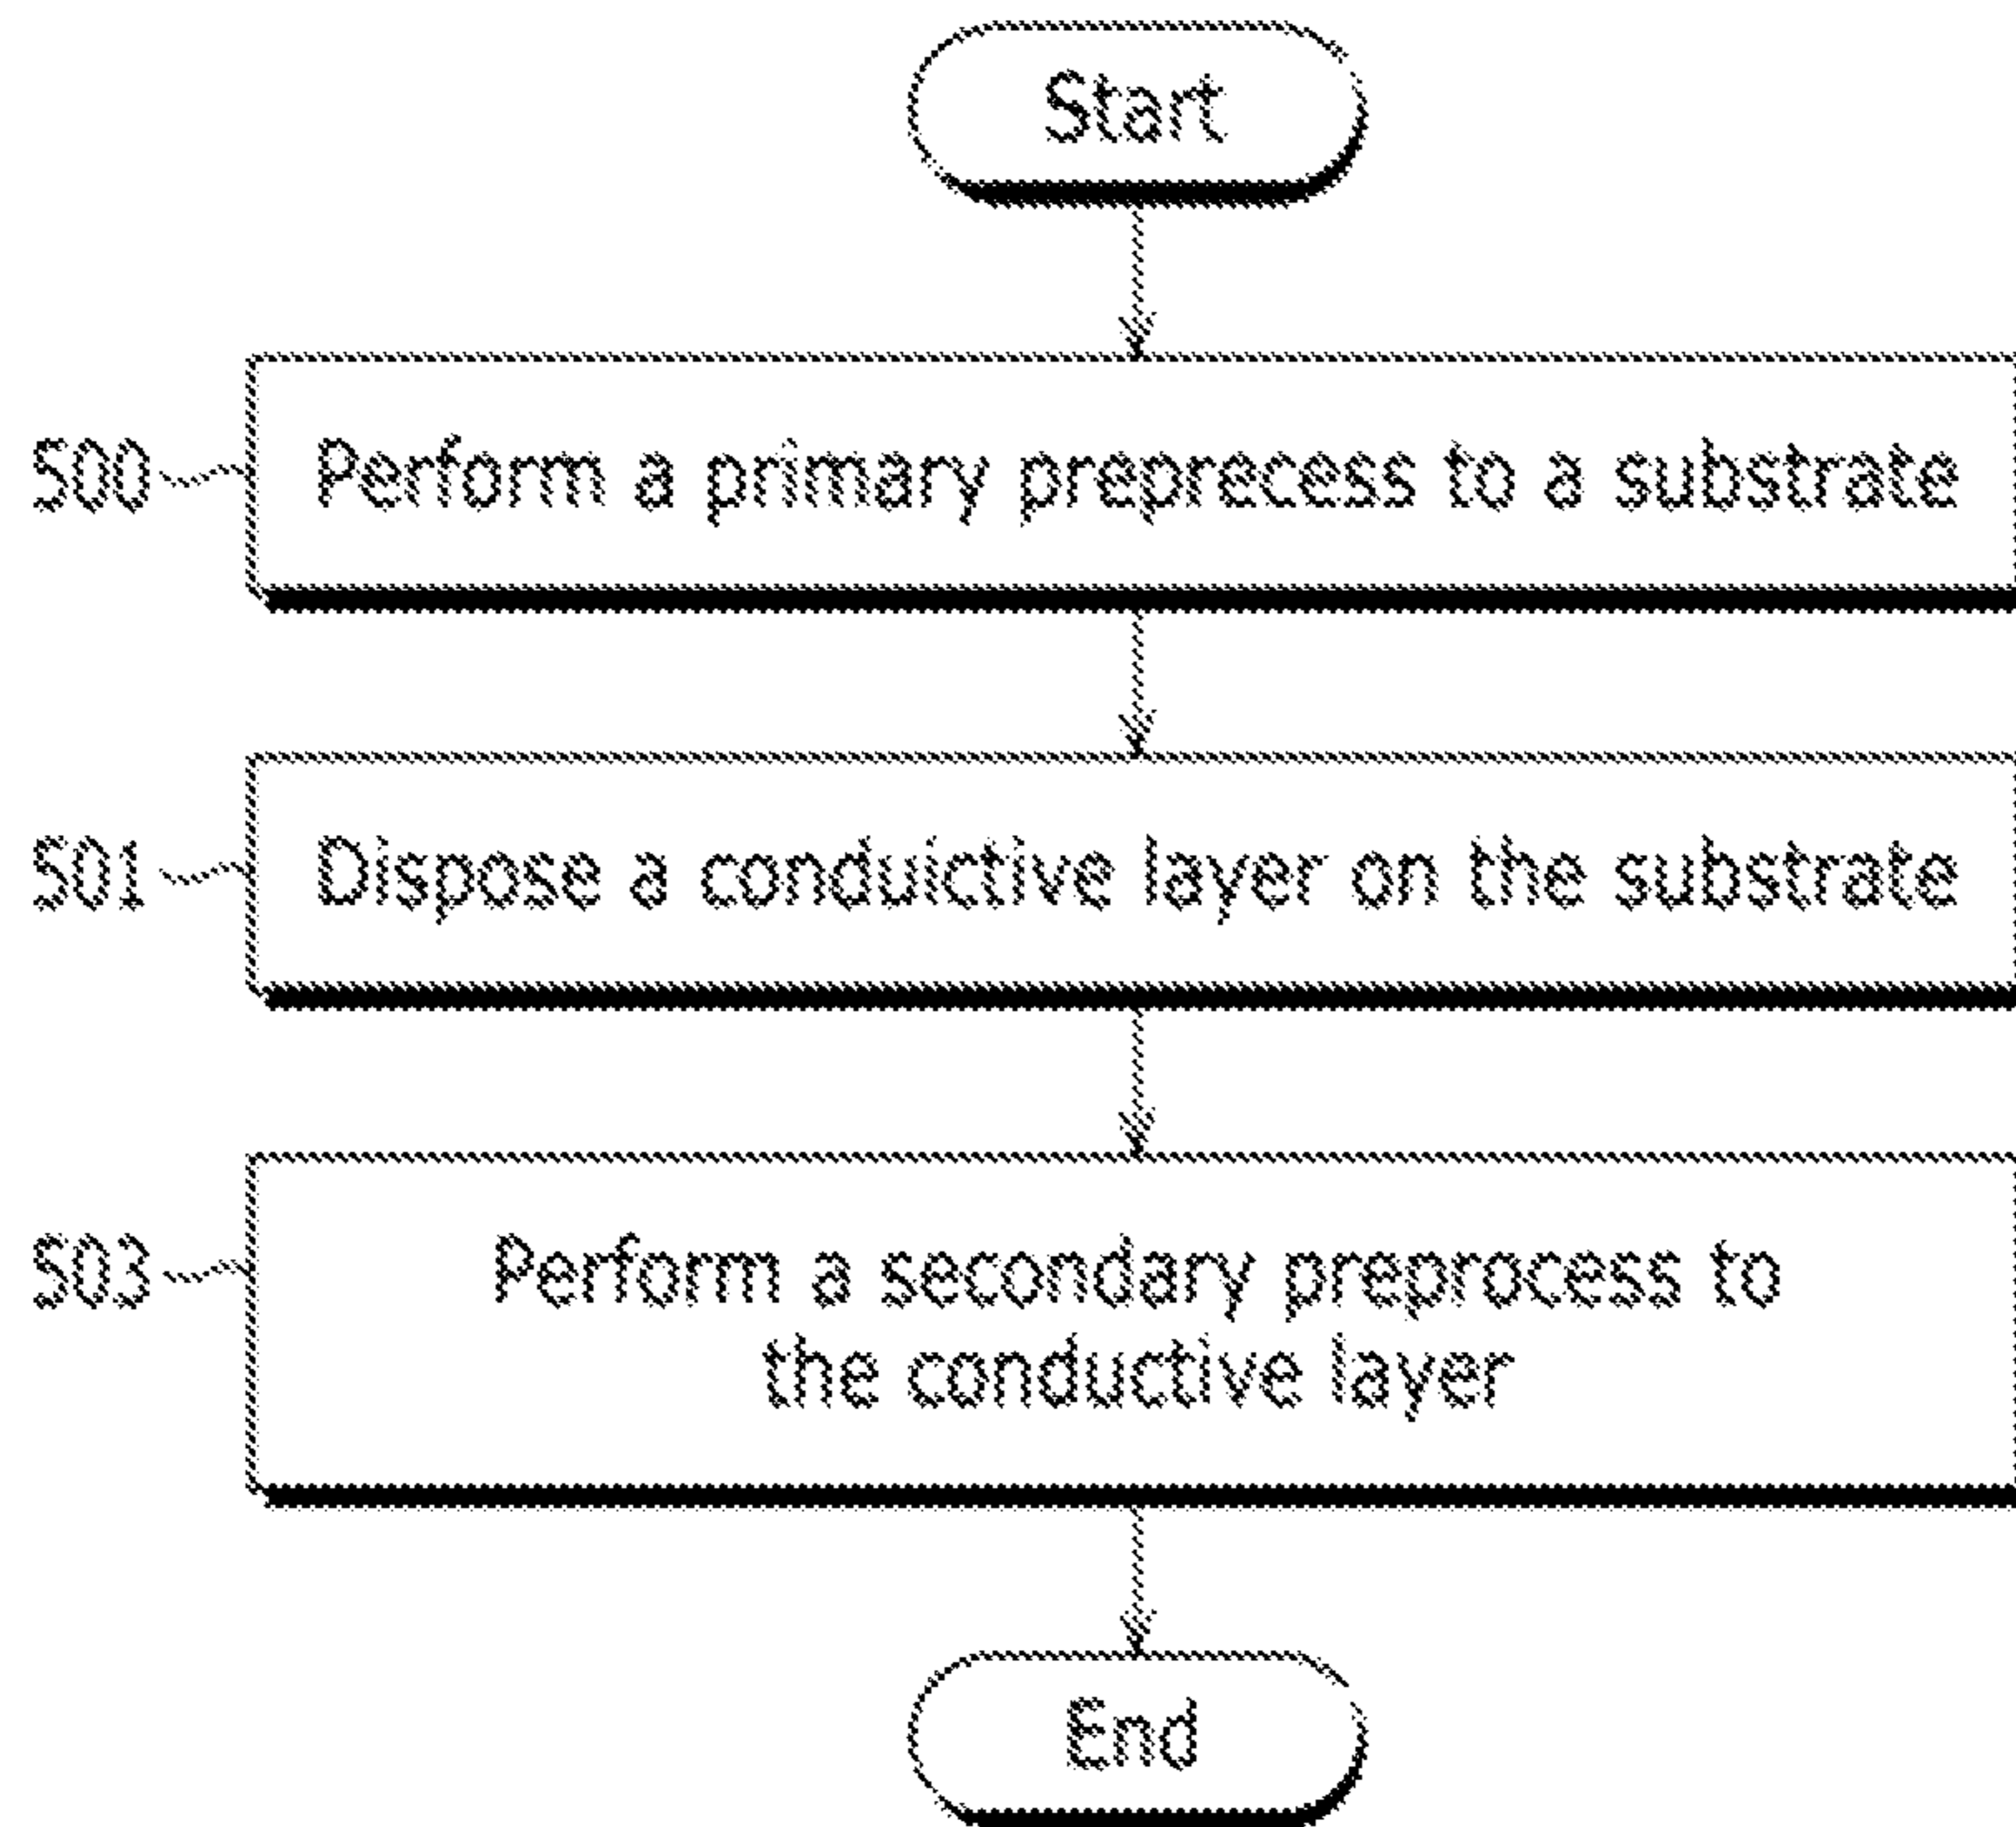 Start
S00
Perform a primary preprecess to a substrate
S01
Dispose a conduictive layer on the substrate
S03
Perform a secondary preprocess to
the conductive layer
End